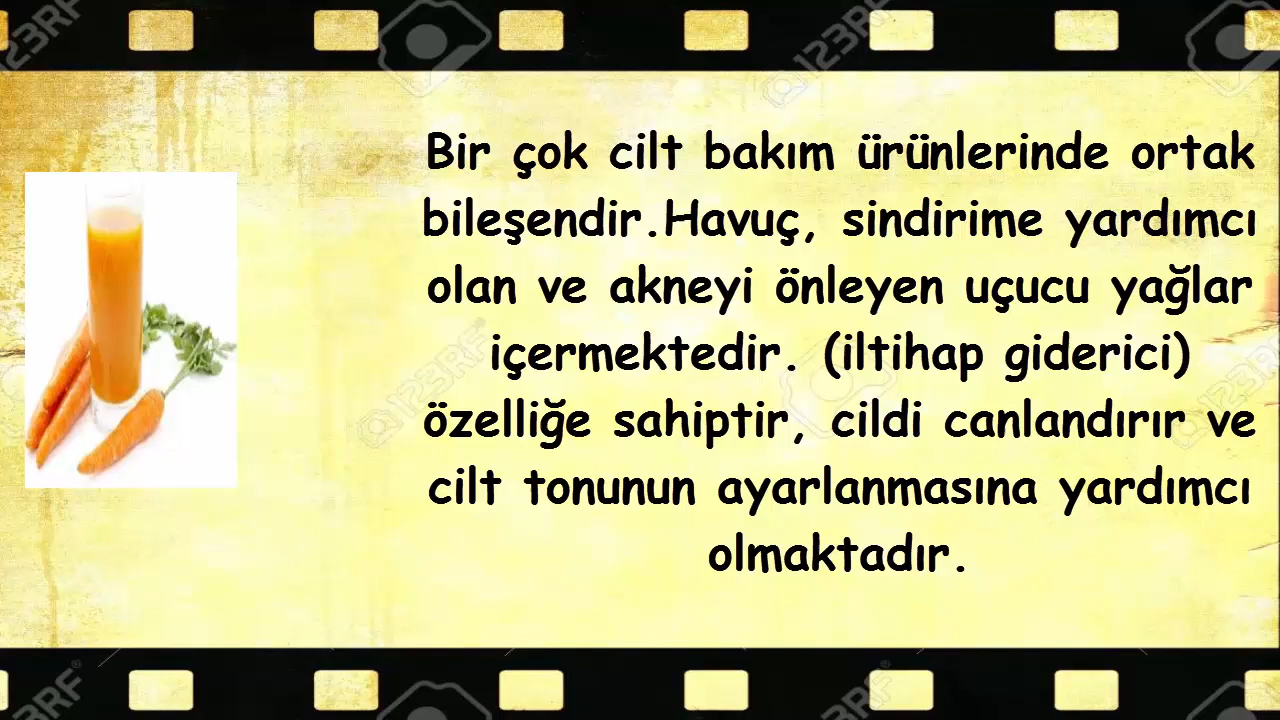 Bir çok cilt bakım ürünlerinde ortak
bileşendir.Havuç, sindirime yardımcı
olan ve akneyi önleyen uçucu yağlar
içermektedir. (iltihap giderici)
özelliğe sahiptir, cildi canlandırır ve
cilt tonunun ayarlanmasına yardımcı
olmaktadır.
123RF